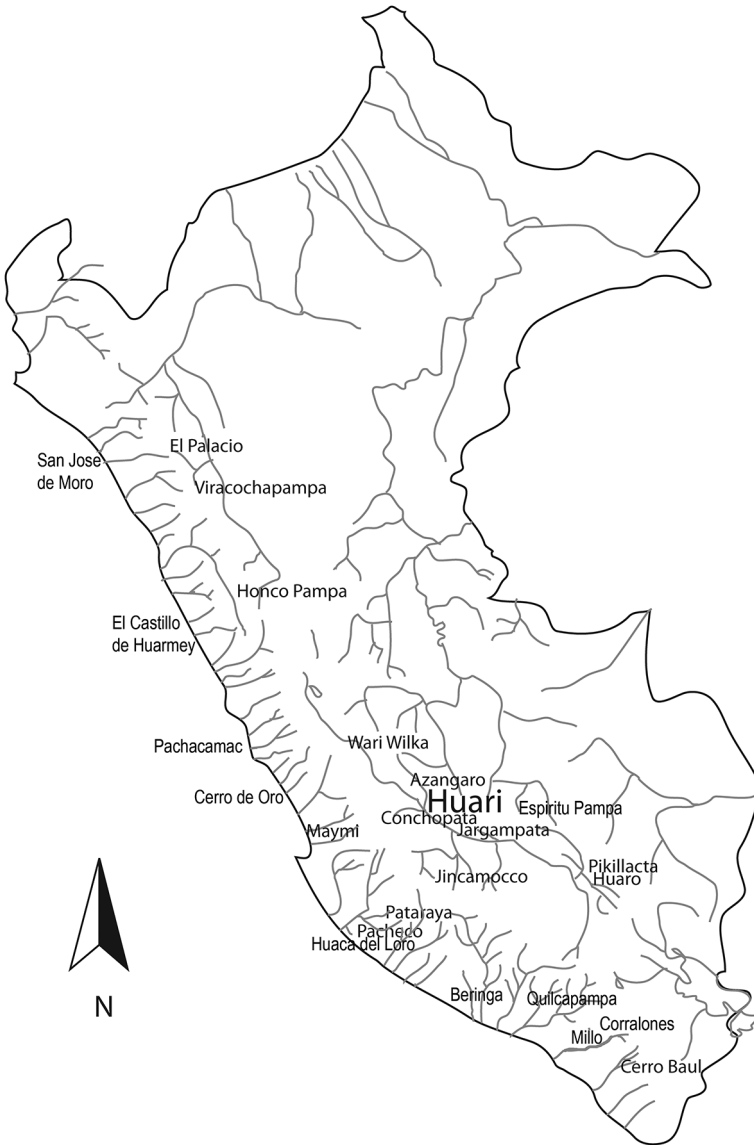 El Palacio
San Jose
de Moro
Viracochapampa
Honco Pampa
El Castillo
de Huarmey
Wari Wilka
Pachacamac
Azangaro
Cerro de Oro
Huari
Espiritu Pampa
Conchopata
Maymi
Jargampata
Pikillacta
Huaro
Jincamocco
Pataraya
Pacheco
Huaca del Loro
Beringa
Quilcapampa
N
Corralones
Millo
Cerro Baul